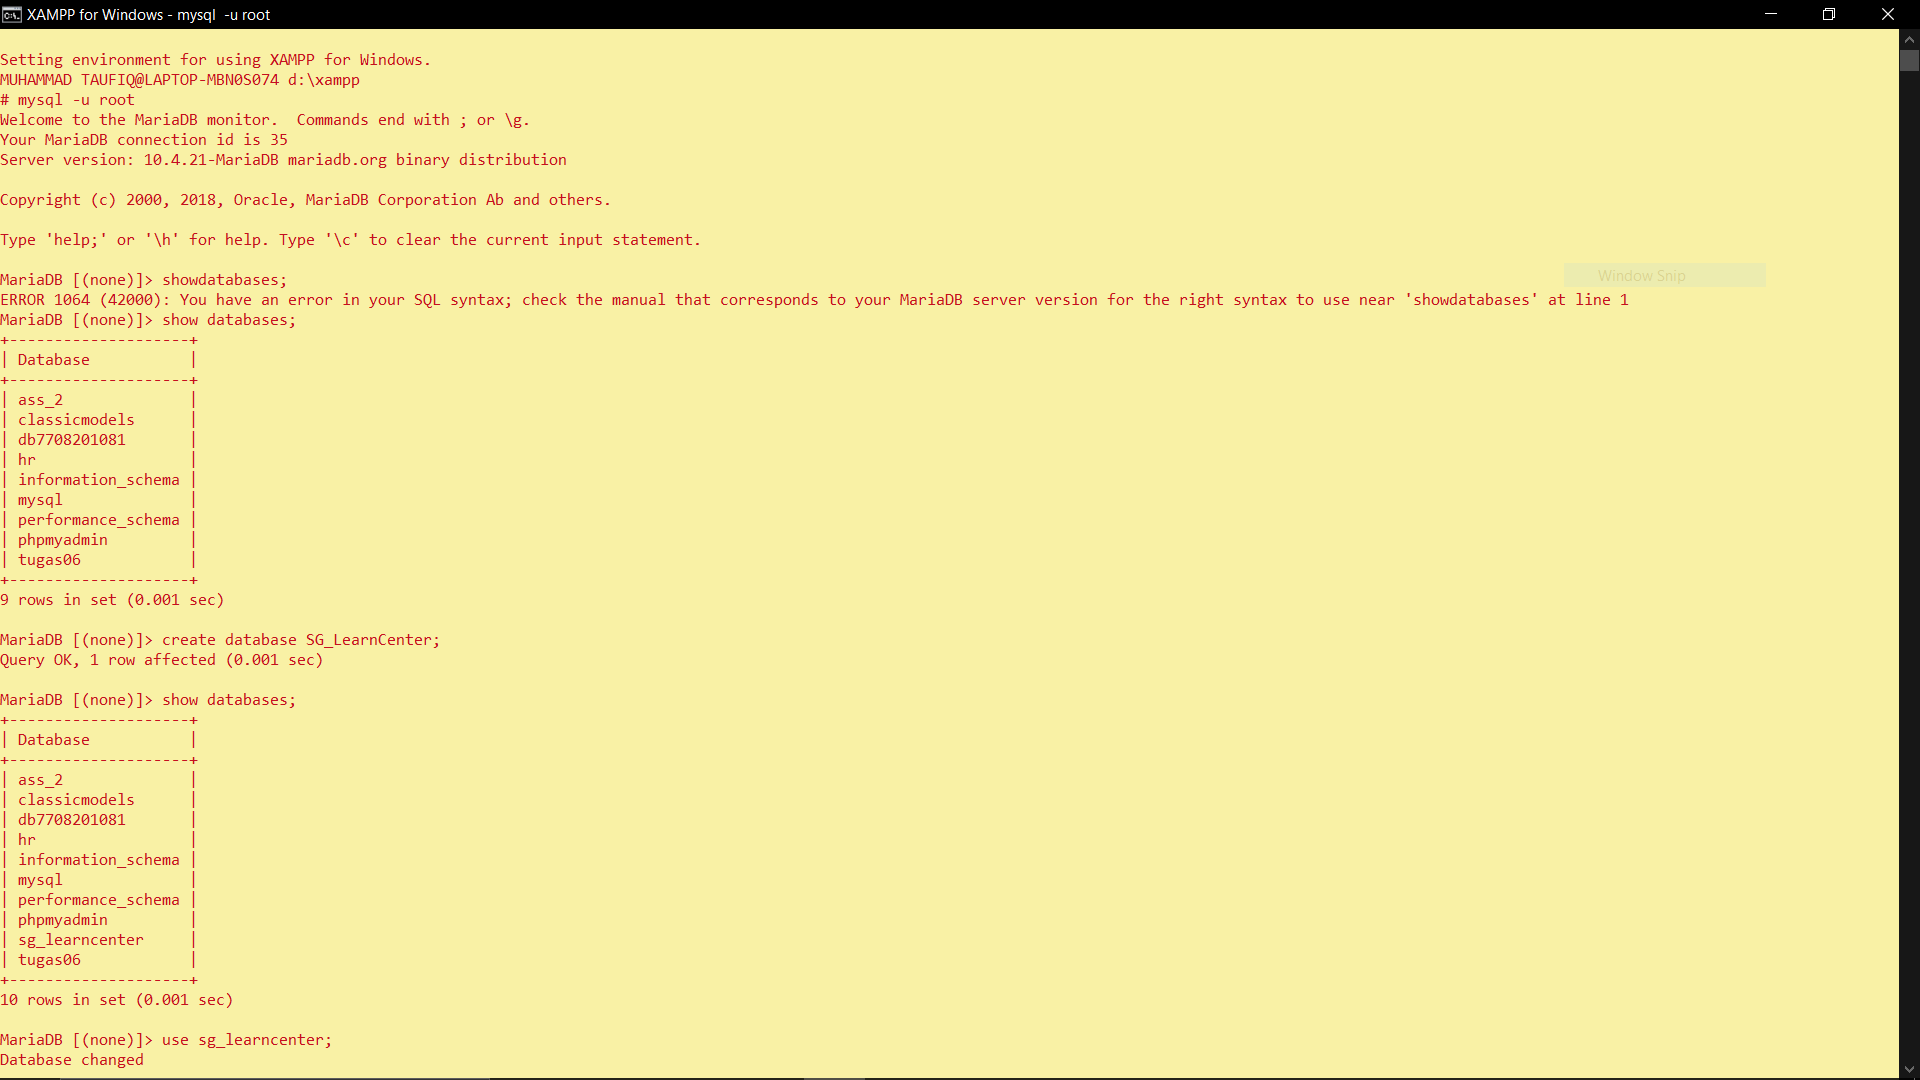 XAMPP for Windows - mysql  -u root
Setting environment for using XAMPP for Windows.
MUHAMMAD TAUFIQ@LAPTOP-MBN0S074 d:\xampp
# mysql -u root
Welcome to the MariaDB monitor.  Commands end with ; or \g.
Your MariaDB connection id is 35
Server version: 10.4.21-MariaDB mariadb.org binary distribution
Copyright (c) 2000, 2018, Oracle, MariaDB Corporation Ab and others.
Type 'help;' or '\h' for help. Type '\c' to clear the current input statement.
MariaDB [(none)]> showdatabases;
Window Snip
ERROR 1064 (42000): You have an error in your SQL syntax; check the manual that corresponds to your MariaDB server version for the right syntax to use near 'showdatabases' at line 1
MariaDB [(none)]> show databases;
+--------------------+
| Database           |
+--------------------+
| ass_2              |
| classicmodels      |
| db7708201081       |
| hr                 |
| information_schema |
| mysql              |
| performance_schema |
| phpmyadmin         |
| tugas06            |
+--------------------+
9 rows in set (0.001 sec)
MariaDB [(none)]> create database SG_LearnCenter;
Query OK, 1 row affected (0.001 sec)
MariaDB [(none)]> show databases;
+--------------------+
| Database           |
+--------------------+
| ass_2              |
| classicmodels      |
| db7708201081       |
| hr                 |
| information_schema |
| mysql              |
| performance_schema |
| phpmyadmin         |
| sg_learncenter     |
| tugas06            |
+--------------------+
10 rows in set (0.001 sec)
MariaDB [(none)]> use sg_learncenter;
Database changed